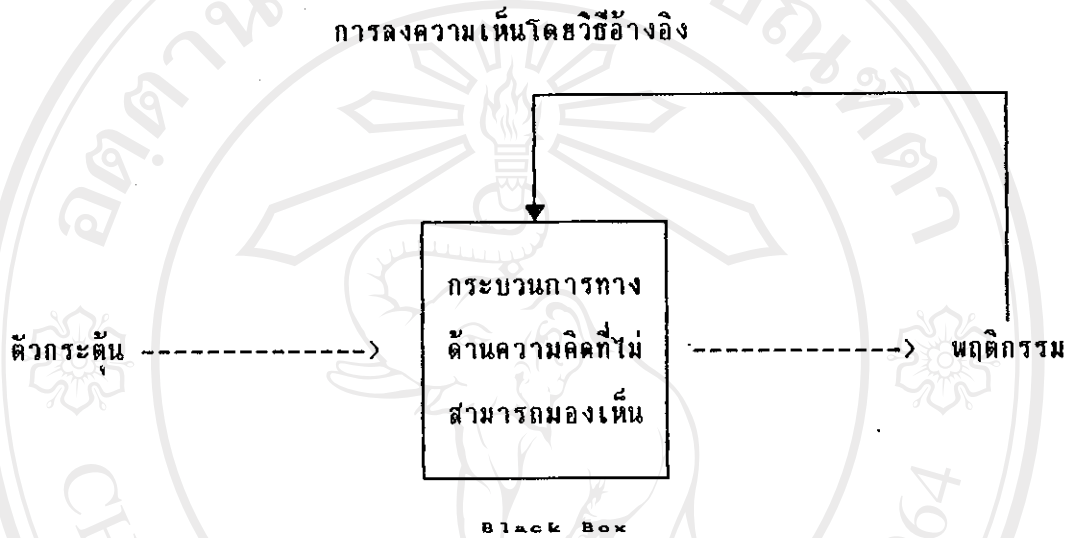 การลงความเห็นโดยวิธีอ้างอิง
กระบวนการทาง
ตัวกระตุ้น --------------> ด้านความคิดที่ไม่ --------------> พฤติกรรม
สามารถมองเห็น
Black Box